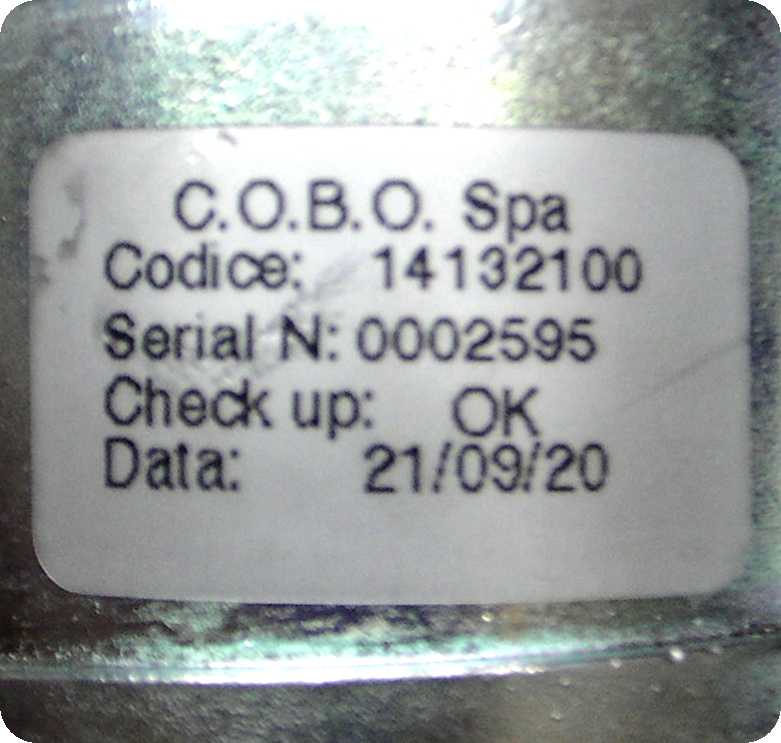 C.O.B.O. Spa
Codice: 14132100
Serial N: 0002595
Check up: OK
Data: 21/09/20